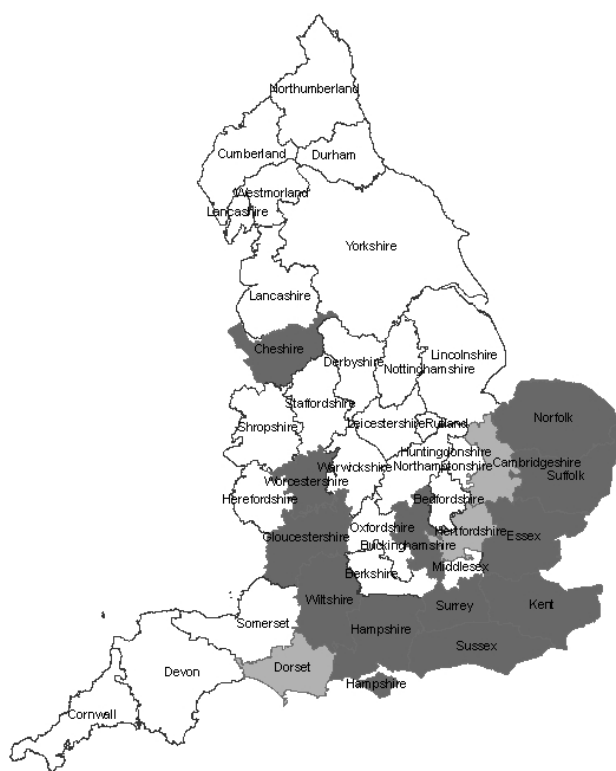 Northumberland
Cumberland
Durham
Westmorland
Lancashire
Yorkshire
Lancashire
Cheshire
Derbyshire
Lincolnshire
Nottinghamshire
Staffordshire
Norfolk
Leicestershire
Rutland
Shropshire
Huntingdonshire
Cambridgeshire
Warwickshire
Northamptonshire
Suffolk
Worcestershire
Herefordshire
Bedfordshire
Oxfordshire
Hertfordshire
Essex
Gloucestershire
Buckinghamshire
Middlesex
Berkshire
Wiltshire
Surrey
Kent
Somerset
Hampshire
Sussex
Dorset
Devon
Hampshire
Cornwall